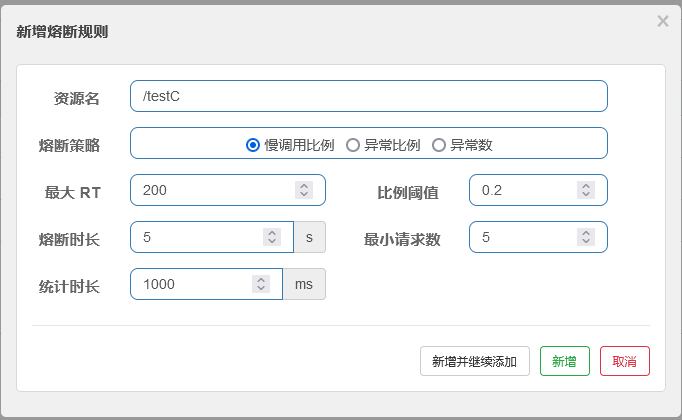 新增熔断规则 ×
资源名 /testC
熔断策略 慢调用比例 异常比例 异常数
最大 RT 200 比例阈值 0.2
熔断时长 5 s 最小请求数 5
统计时长 1000 ms
新增并继续添加 新增 取消